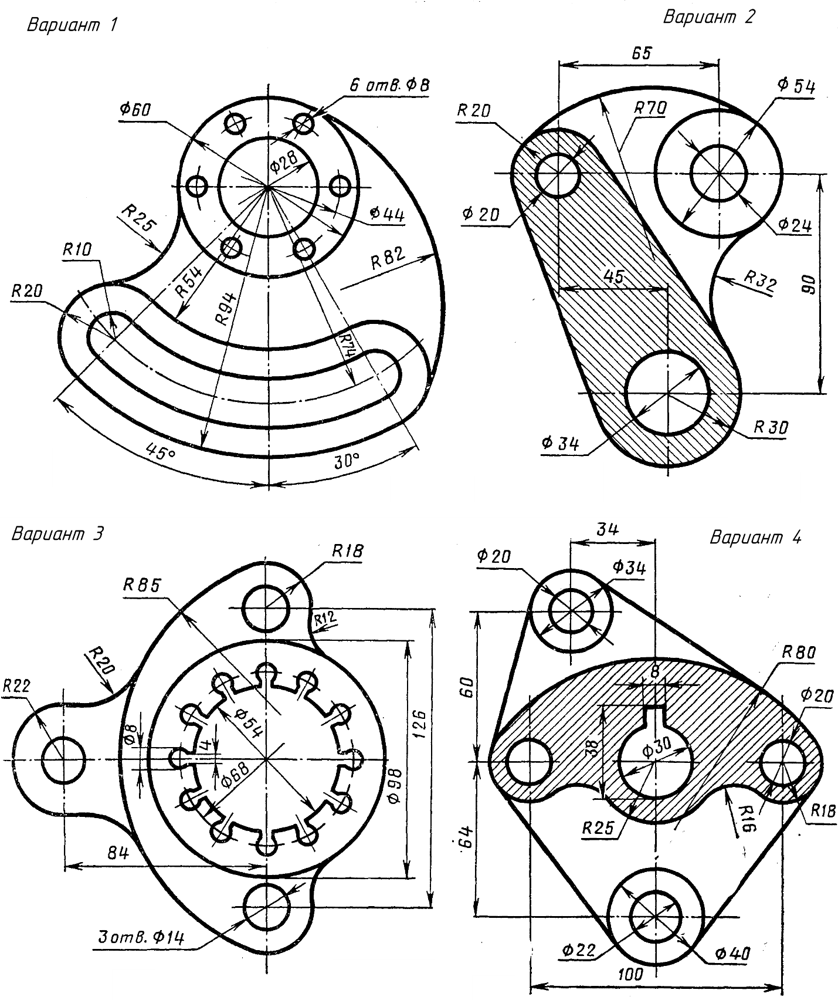 Вариант 1
6 отв. Ф8
Ф60
Ф28
Ф44
R25
R10
R20
R54
R94
R82
R74
45°
30°
Вариант 2
65
Ф54
R20
R70
Ф20
Ф24
45
R32
90
R30
Ф34
Вариант 3
R18
R85
R12
R20
R22
Ф8
4
Ф54
Ф68
126
Ф98
84
3 отв. Ф14
Вариант 4
34
Ф20
Ф34
R80
8
60
Ф20
38
Ф30
R25
R16
R18
64
Ф22
Ф40
100